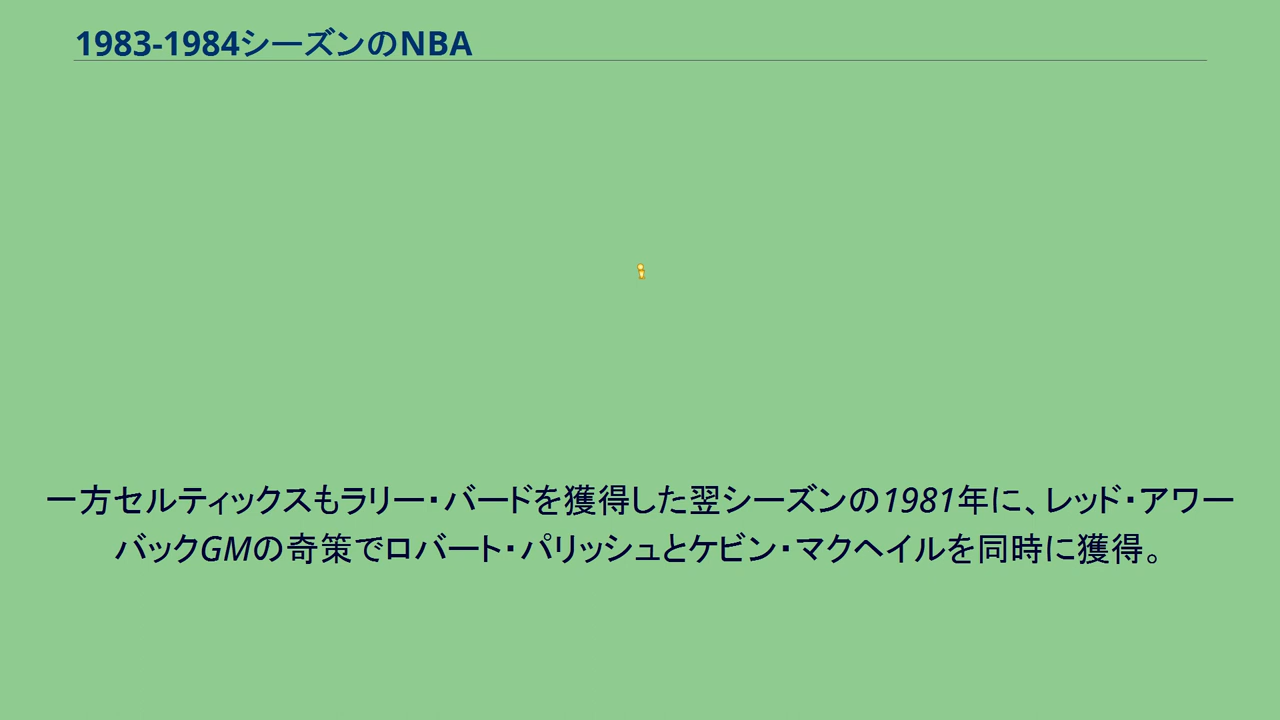 1983-1984シーズンのNBA
一方セルティックスもラリー・バードを獲得した翌シーズンの1981年に、レッド・アワー
バックGMの奇策でロバート・パリッシュとケビン・マクヘイルを同時に獲得。